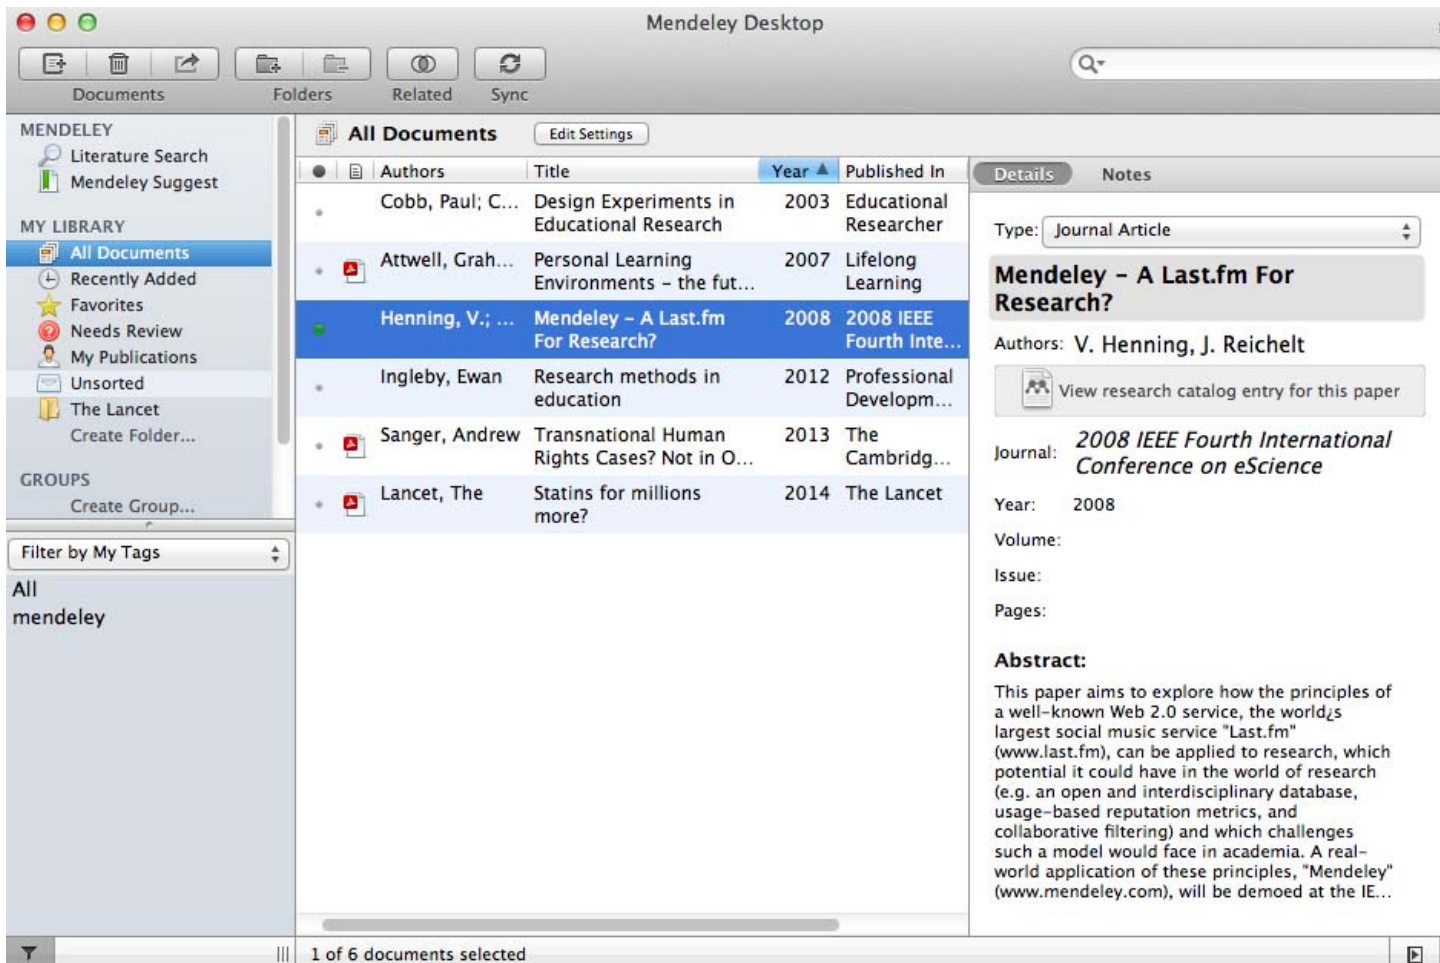 Mendeley Desktop
Documents
Folders
Related
Sync
MENDELEY
Literature Search
Mendeley Suggest
MY LIBRARY
All Documents
Recently Added
Favorites
Needs Review
My Publications
Unsorted
The Lancet
Create Folder...
GROUPS
Create Group...
Filter by My Tags
All
mendeley
All Documents Edit Settings
Authors Title Year Published In
Cobb, Paul; C... Design Experiments in 2003 Educational
Educational Research Researcher
Attwell, Grah... Personal Learning 2007 Lifelong
Environments – the fut... Learning
Henning, V.; ... Mendeley – A Last.fm 2008 2008 IEEE
For Research? Fourth Inte...
Ingleby, Ewan Research methods in 2012 Professional
education Developm...
Sanger, Andrew Transnational Human 2013 The
Rights Cases? Not in O... Cambridg...
Lancet, The Statins for millions 2014 The Lancet
more?
Details Notes
Type: Journal Article
Mendeley – A Last.fm For
Research?
Authors: V. Henning, J. Reichelt
View research catalog entry for this paper
Journal: 2008 IEEE Fourth International
Conference on eScience
Year: 2008
Volume:
Issue:
Pages:
Abstract:
This paper aims to explore how the principles of
a well–known Web 2.0 service, the world¿s
largest social music service "Last.fm"
(www.last.fm), can be applied to research, which
potential it could have in the world of research
(e.g. an open and interdisciplinary database,
usage–based reputation metrics, and
collaborative filtering) and which challenges
such a model would face in academia. A real–
world application of these principles, "Mendeley"
(www.mendeley.com), will be demoed at the IE...
1 of 6 documents selected